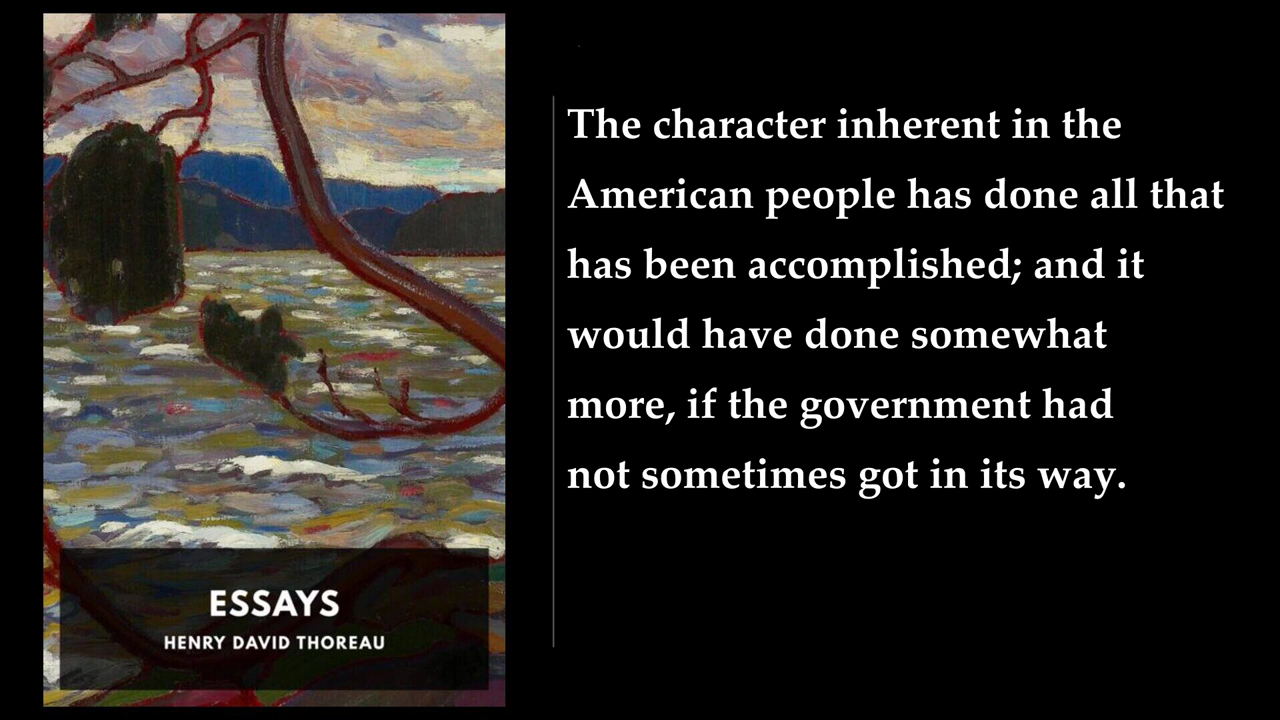 ESSAYS
HENRY DAVID THOREAU
The character inherent in the
American people has done all that
has been accomplished; and it
would have done somewhat
more, if the government had
not sometimes got in its way.